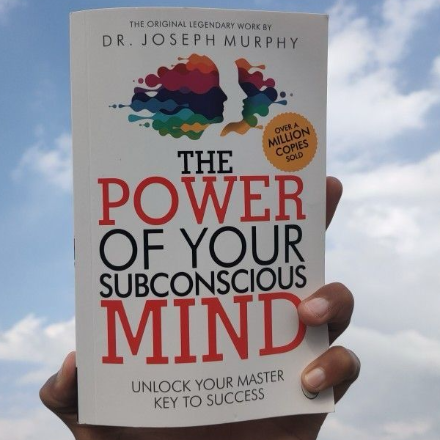 THE ORIGINAL LEGENDARY WORK BY
DR. JOSEPH MURPHY
OVER A
MILLION
COPIES
SOLD
THE
POWER
OF YOUR
SUBCONSCIOUS
MIND
UNLOCK YOUR MASTER
KEY TO SUCCESS